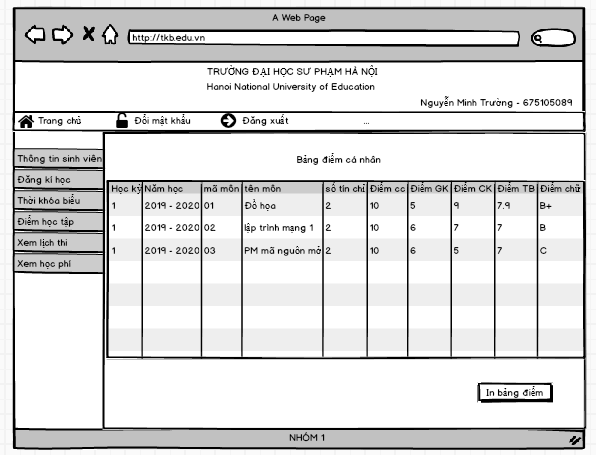 A Web Page
http://tkb.edu.vn
TRƯỜNG ĐẠI HỌC SƯ PHẠM HÀ NỘI
Hanoi National University of Education
Nguyễn Minh Trường - 675105089
Trang chủ Đổi mật khẩu Đăng xuất ...
Thông tin sinh viên
Đăng kí học
Thời khóa biểu
Điểm học tập
Xem lịch thi
Xem học phí
Bảng điểm cá nhân
Học kỳ Năm học mã môn tên môn số tín chỉ Điểm cc Điểm GK Điểm CK Điểm TB Điểm chữ
1 2019 - 2020 01 Đồ họa 2 10 5 9 7.9 B+
1 2019 - 2020 02 lập trình mạng 1 2 10 6 7 7 B
1 2019 - 2020 03 PM mã nguồn mở 2 10 6 5 7 C
In bảng điểm
NHÓM 1